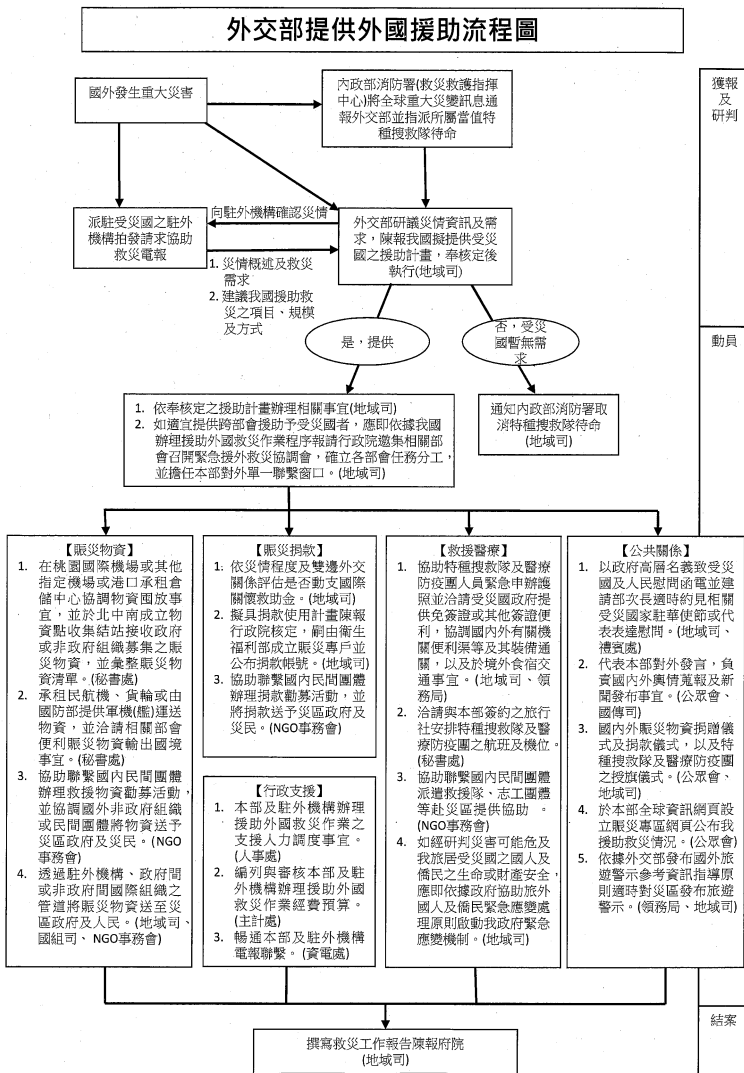 外交部提供外國援助流程圖
國外發生重大災害
內政部消防署(救災救護指揮
中心)將全球重大災變訊息通
報外交部並指派所屬當值特
種搜救隊待命
獲報
及
研判
派駐受災國之駐外
機構拍發請求協助
救災電報
向駐外機構確認災情
1. 災情概述及救災
需求
2. 建議我國援助救
災之項目、規模
及方式
外交部研議災情資訊及需
求，陳報我國擬提供受災
國之援助計畫，奉核定後
執行(地域司)
是，提供
否，受災
國暫無需
求
動員
1. 依奉核定之援助計畫辦理相關事宜(地域司)
2. 如適宜提供跨部會援助予受災國者，應即依據我國
辦理援助外國救災作業程序報請行政院邀集相關部
會召開緊急援外救災協調會，確立各部會任務分工，
並擔任本部對外單一聯繫窗口。(地域司)
通知內政部消防署取
消特種搜救隊待命
(地域司)
【賑災物資】
1. 在桃園國際機場或其他
指定機場或港口承租倉
儲中心協調物資囤放事
宜，並於北中南成立物
資點收集結站接收政府
或非政府組織募集之賑
災物資，並彙整賑災物
資清單。(秘書處)
2. 承租民航機、貨輪或由
國防部提供軍機(艦)運送
物資，並洽請相關部會
便利賑災物資輸出國境
事宜。(秘書處)
3. 協助聯繫國內民間團體
辦理救援物資勸募活動，
並協調國外非政府組織
或民間團體將物資送予
災區政府及災民。(NGO
事務會)
4. 透過駐外機構、政府間
或非政府間國際組織之
管道將賑災物資送至災
區政府及人民。(地域司、
國組司、NGO事務會)
【賑災捐款】
1. 依災情程度及雙邊外交
關係評估是否動支國際
關懷救助金。(地域司)
2. 擬具捐款使用計畫陳報
行政院核定，嗣由衛生
福利部成立賑災專戶並
公布捐款帳號。(地域司)
3. 協助聯繫國內民間團體
辦理捐款勸募活動，並
將捐款送予災區政府及
災民。(NGO事務會)
【行政支援】
1. 本部及駐外機構辦理
援助外國救災作業之
支援人力調度事宜。
(人事處)
2. 編列與審核本部及駐
外機構辦理援助外國
救災作業經費預算。
(主計處)
3. 暢通本部及駐外機構
電報聯繫。(資電處)
【救援醫療】
1. 協助特種搜救隊及醫療
防疫團人員緊急申辦護
照並洽請受災國政府提
供免簽證或其他簽證便
利，協調國內外有關機
關便利渠等及其裝備通
關，以及於境外食宿交
通事宜。(地域司、領
務局)
2. 洽請與本部簽約之旅行
社安排特種搜救隊及醫
療防疫團之航班及機位。
(秘書處)
3. 協助聯繫國內民間團體
派遣救援隊、志工團體
等赴災區提供協助。
(NGO事務會)
4. 如經研判災害可能危及
我旅居受災國之國人及
僑民之生命或財產安全，
應即依據政府協助旅外
國人及僑民緊急應變處
理原則啟動我政府緊急
應變機制。(地域司)
【公共關係】
1. 以政府高層名義致受災
國及人民慰問函電並建
請部次長適時約見相關
受災國家駐華使節或代
表表達慰問。(地域司、
禮賓處)
2. 代表本部對外發言，負
責國內外輿情蒐報及新
聞發布事宜。(公眾會、
國傳司)
3. 國內外賑災物資捐贈儀
式及捐款儀式，以及特
種搜救隊及醫療防疫團
之授旗儀式。(公眾會、
地域司)
4. 於本部全球資訊網頁設
立賑災專區網頁公布我
援助救災情況。(公眾會)
5. 依據外交部發布國外旅
遊警示參考資訊指導原
則適時對災區發布旅遊
警示。(領務局、地域司)
結案
撰寫救災工作報告陳報府院
(地域司)